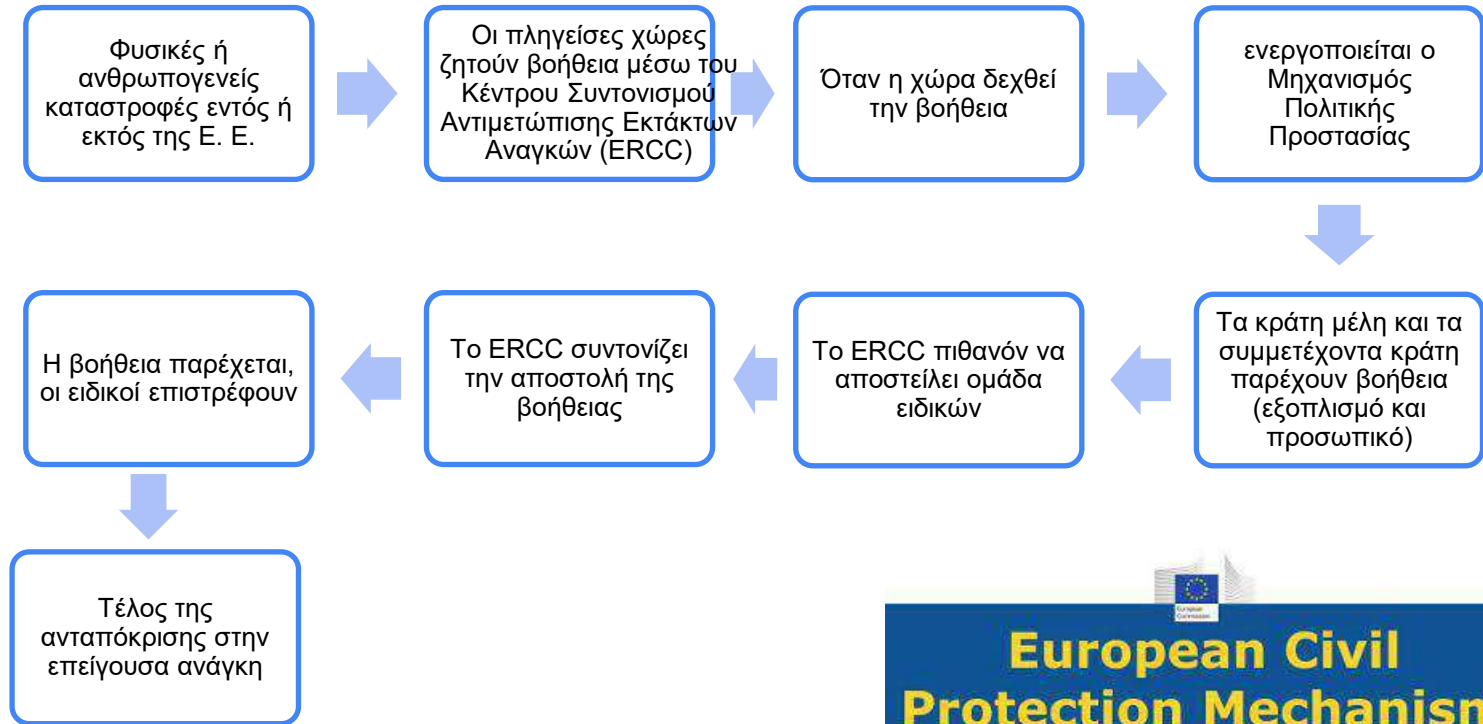 Φυσικές ή
ανθρωπογενείς
καταστροφές εντός ή
εκτός της Ε. Ε.
Οι πληγείσες χώρες
ζητούν βοήθεια μέσω του
Κέντρου Συντονισμού
Αντιμετώπισης Εκτάκτων
Αναγκών (ERCC)
Όταν η χώρα δεχθεί
την βοήθεια
ενεργοποιείται ο
Μηχανισμός
Πολιτικής
Προστασίας
Τα κράτη μέλη και τα
συμμετέχοντα κράτη
παρέχουν βοήθεια
(εξοπλισμό και
προσωπικό)
Το ERCC πιθανόν να
αποστείλει ομάδα
ειδικών
Το ERCC συντονίζει
την αποστολή της
βοήθειας
Η βοήθεια παρέχεται,
οι ειδικοί επιστρέφουν
Τέλος της
ανταπόκρισης στην
επείγουσα ανάγκη
European
Commission
European Civil
Protection Mechanism